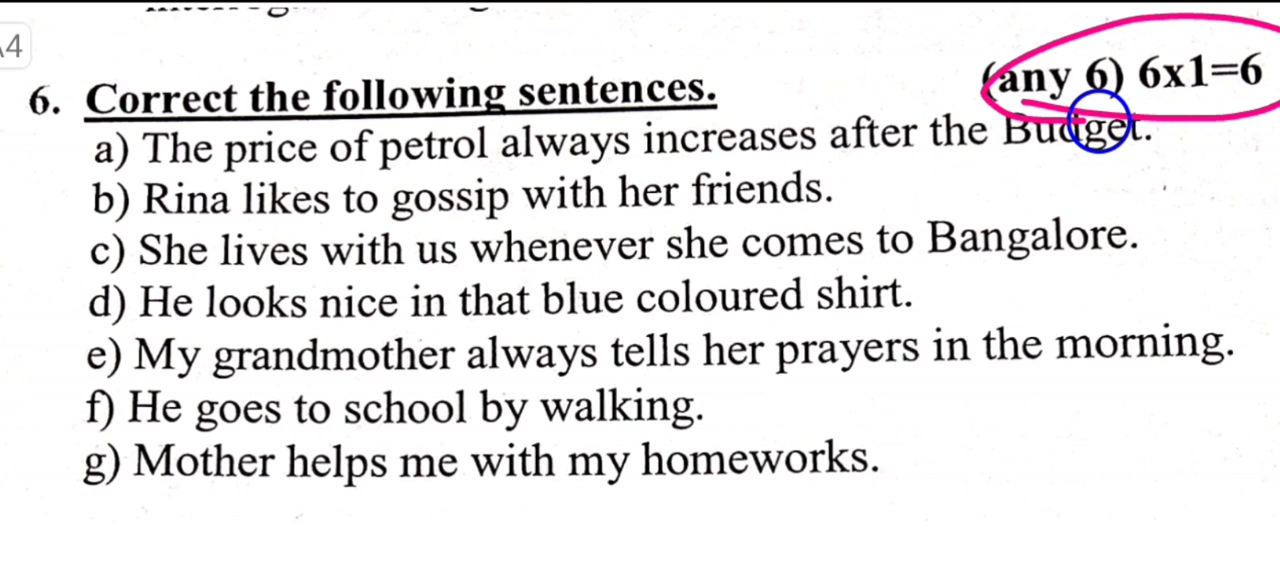 6. Correct the following sentences. (any 6) 6x1=6
a) The price of petrol always increases after the Budget.
b) Rina likes to gossip with her friends.
c) She lives with us whenever she comes to Bangalore.
d) He looks nice in that blue coloured shirt.
e) My grandmother always tells her prayers in the morning.
f) He goes to school by walking.
g) Mother helps me with my homeworks.